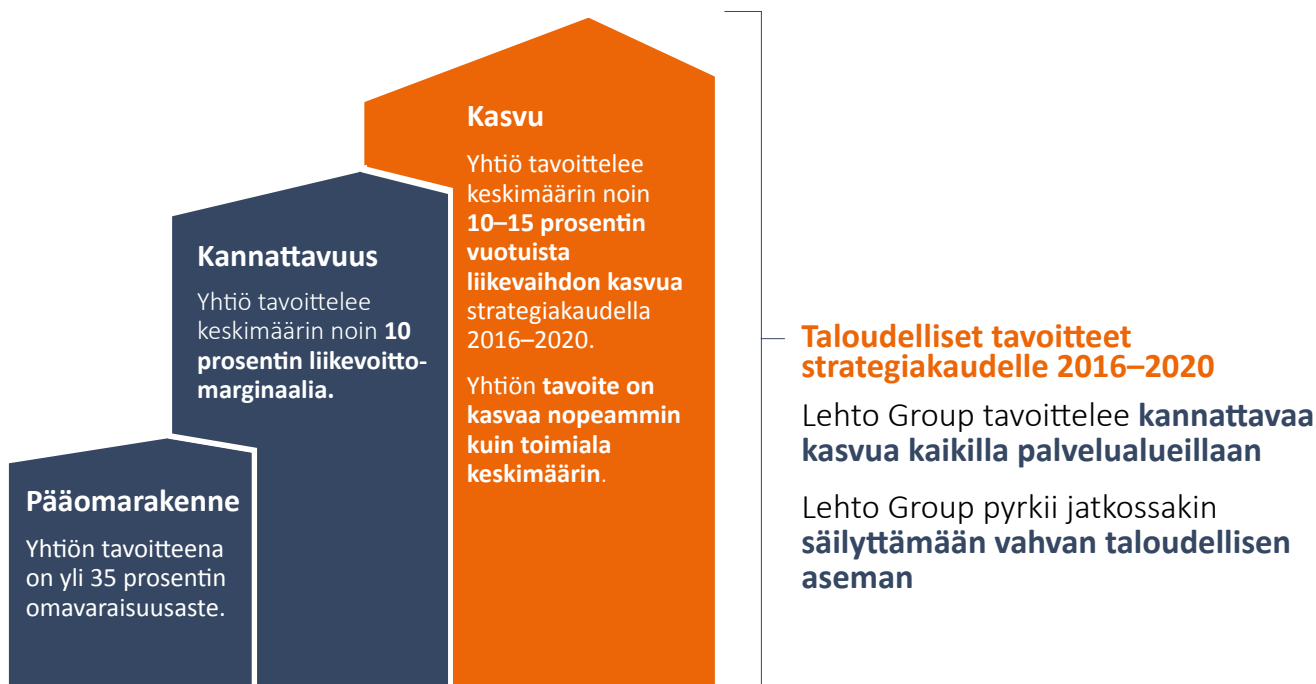 Kasvu
Yhtiö tavoittelee
keskimäärin noin
10–15 prosentin
vuotuista
liikevaihdon kasvua
strategiakaudella
2016–2020.
Yhtiön tavoite on
kasvaa nopeammin
kuin toimiala
keskimäärin.
Kannattavuus
Yhtiö tavoittelee
keskimäärin noin 10
prosentin liikevoitto-
marginaalia.
Pääomarakenne
Yhtiön tavoitteena
on yli 35 prosentin
omavaraisuusaste.
Taloudelliset tavoitteet
strategiakaudelle 2016–2020
Lehto Group tavoittelee kannattavaa
kasvua kaikilla palvelualueillaan
Lehto Group pyrkii jatkossakin
säilyttämään vahvan taloudellisen
aseman